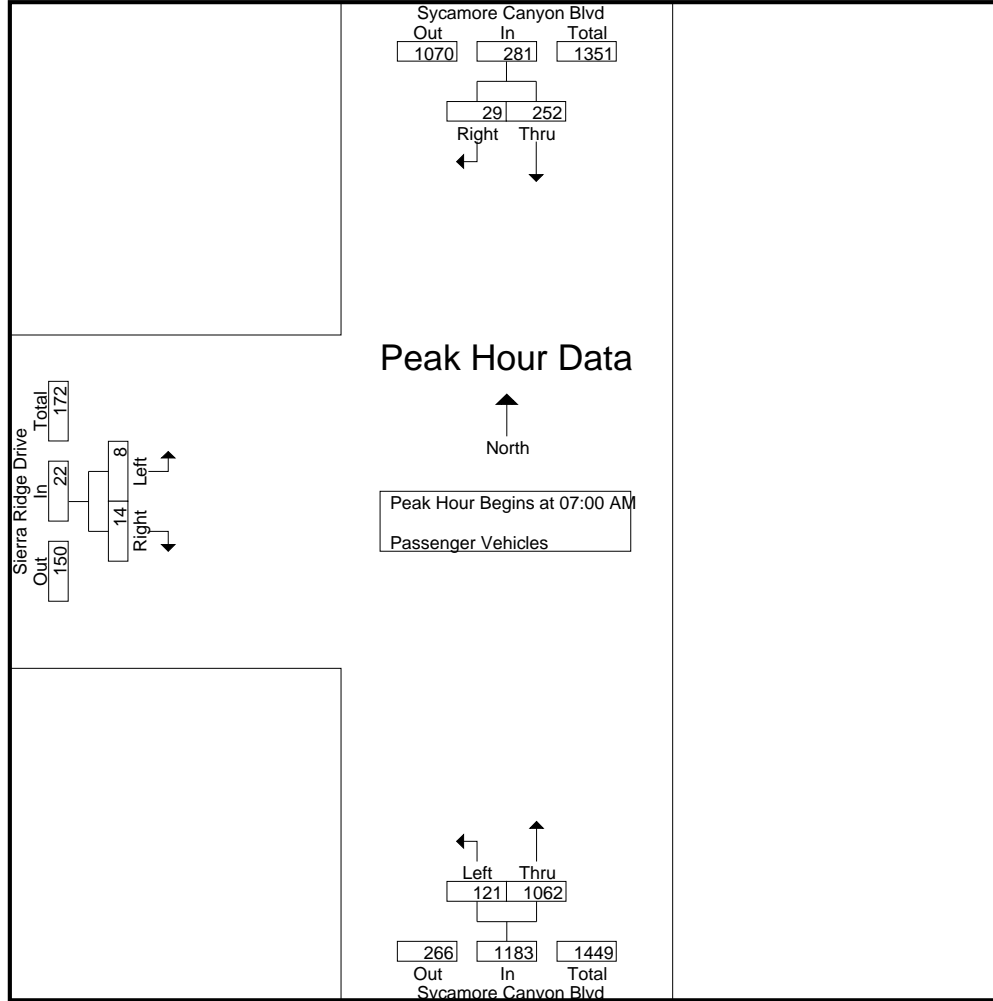 Sycamore Canyon Blvd
Out In Total
1070 281 1351
29 252
Right Thru
Peak Hour Data
North
Peak Hour Begins at 07:00 AM
Passenger Vehicles
Sierra Ridge Drive
Out In Total
150 22 172
14 8
Right Left
Left Thru
121 1062
266 1183 1449
Out In Total
Sycamore Canyon Blvd